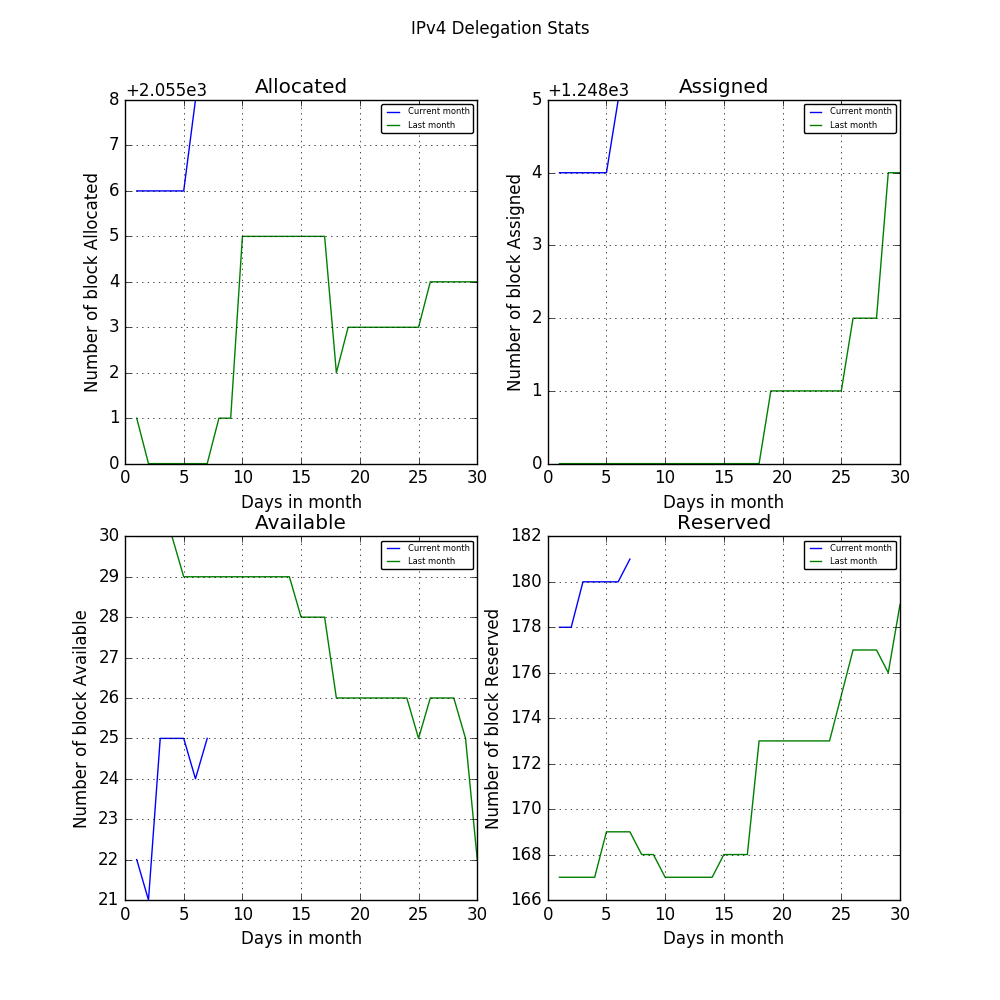 IPv4 Delegation Stats
+2.055e3
Allocated
Current month
Last month
Number of block Allocated
8
7
6
5
4
3
2
1
0
0 5 10 15 20 25 30
Days in month
+1.248e3
Assigned
Current month
Last month
Number of block Assigned
5
4
3
2
1
0
0 5 10 15 20 25 30
Days in month
Available
Current month
Last month
Number of block Available
30
29
28
27
26
25
24
23
22
21
0 5 10 15 20 25 30
Days in month
Reserved
Current month
Last month
Number of block Reserved
182
180
178
176
174
172
170
168
166
0 5 10 15 20 25 30
Days in month